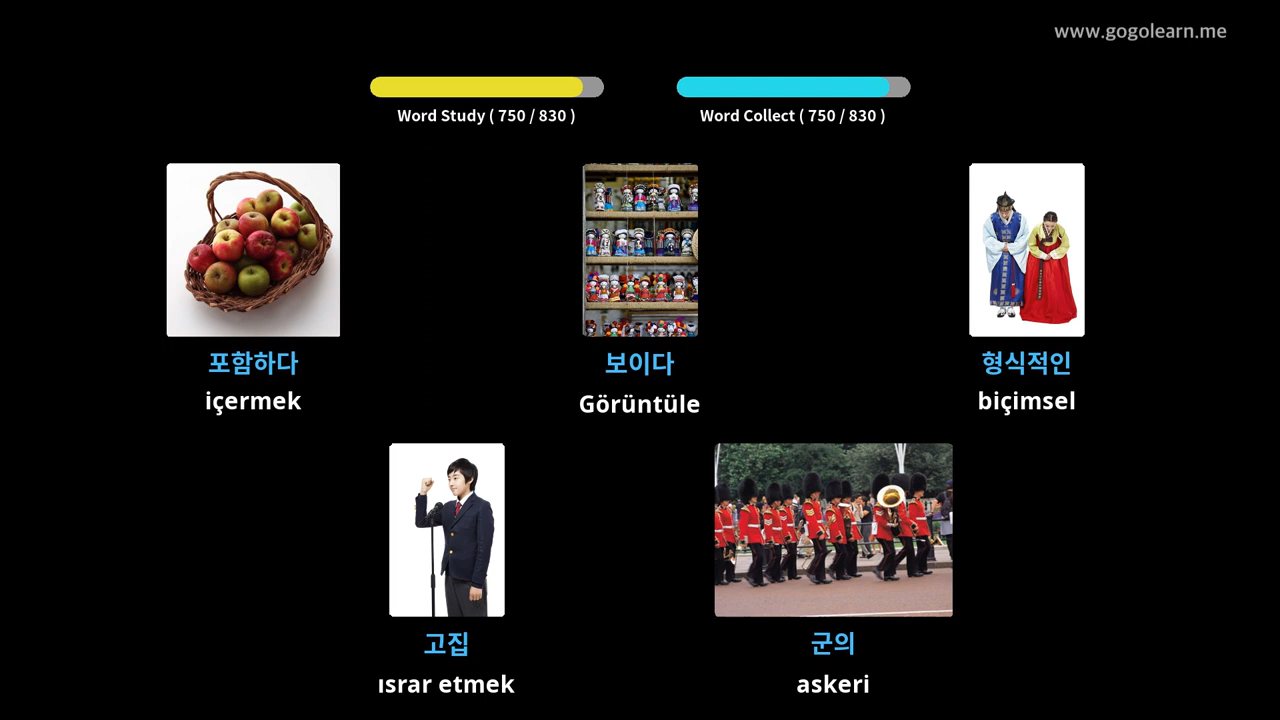 www.gogolearn.me
Word Study ( 750 / 830 )
Word Collect ( 750 / 830 )
포함하다
içermek
보이다
Görüntüle
형식적인
biçimsel
고집
ısrar etmek
군의
askeri